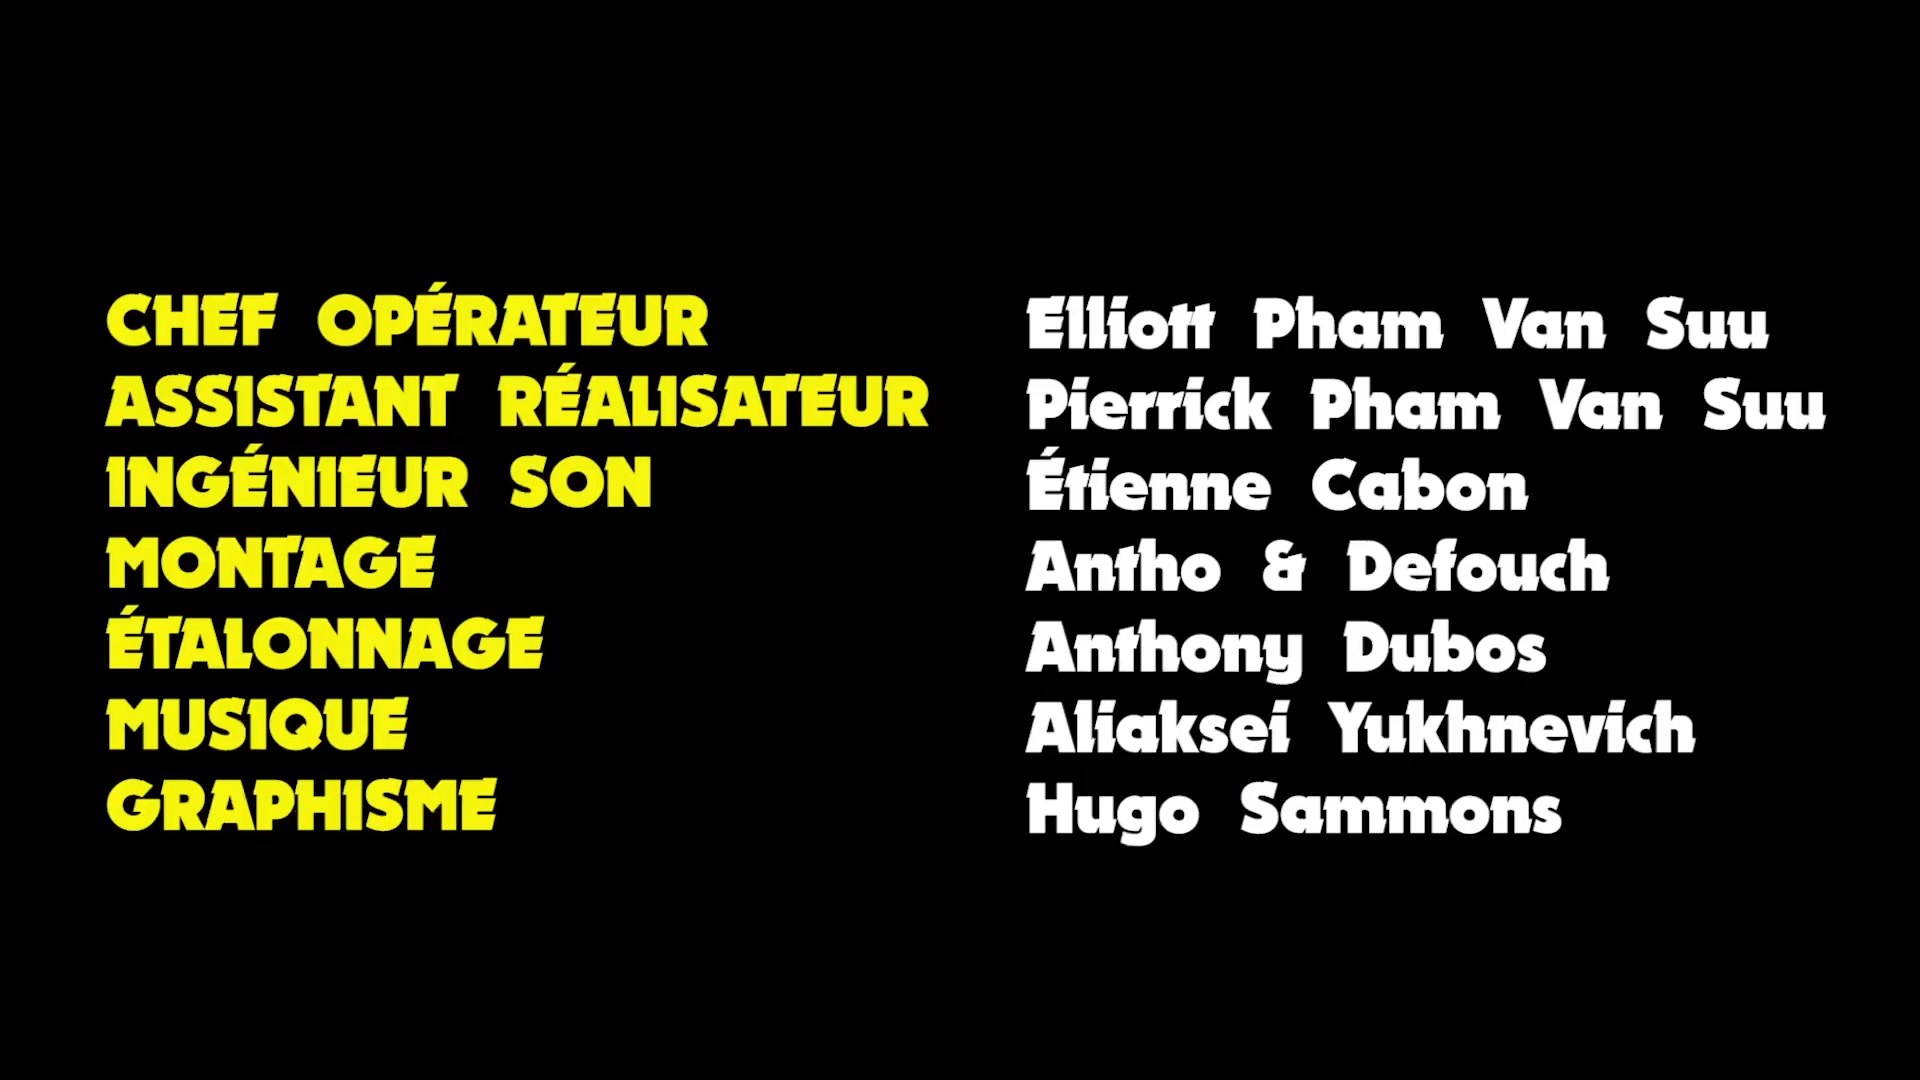 CHEF OPÉRATEUR Elliott Pham Van Suu
ASSISTANT RÉALISATEUR Pierrick Pham Van Suu
INGÉNIEUR SON Étienne Cabon
MONTAGE Antho & Defouch
ÉTALONNAGE Anthony Dubos
MUSIQUE Aliaksei Yukhnevich
GRAPHISME Hugo Sammons